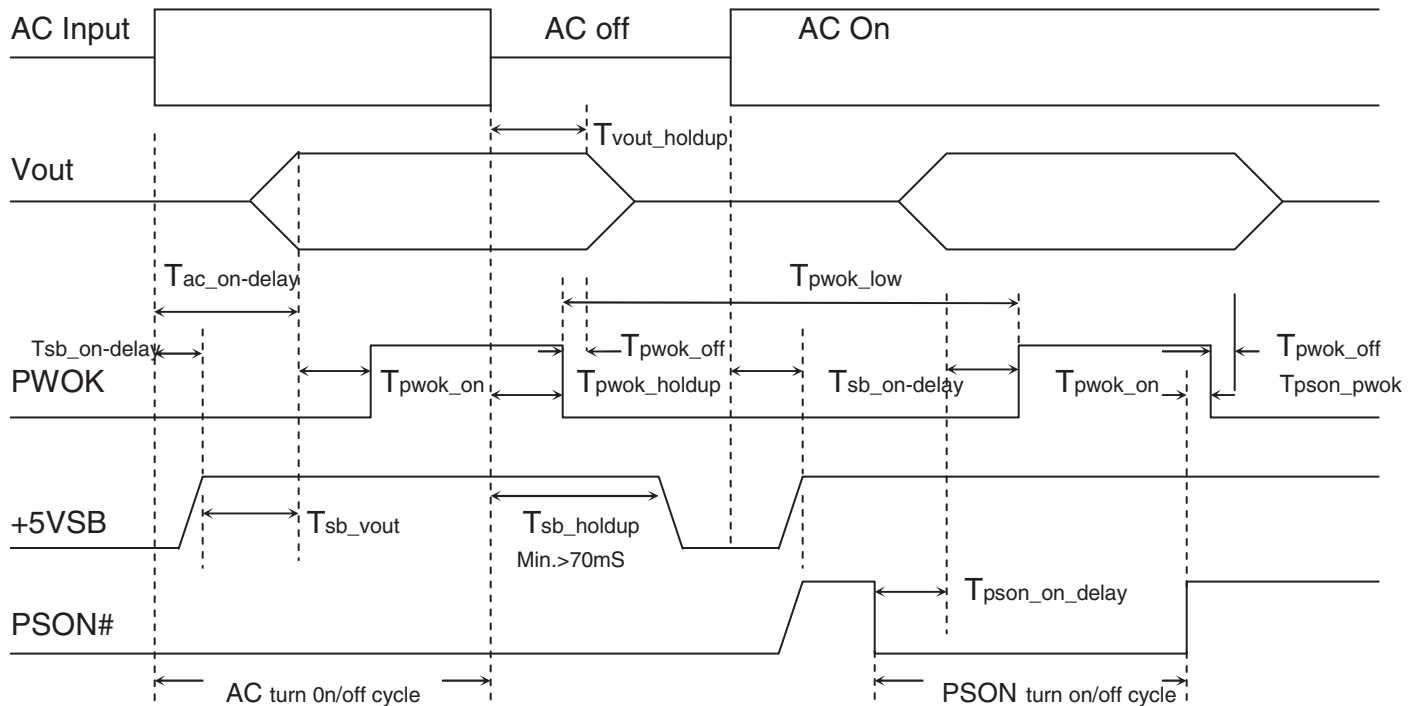 AC Input
AC off
AC On
Tvout_holdup
Vout
Tac_on-delay
Tpwok_low
Tsb_on-delay
Tpwok_off
Tpwok_off
PWOK
Tpwok_on
Tpwok_holdup
Tsb_on-delay
Tpwok_on
Tpson_pwok
+5VSB
Tsb_vout
Tsb_holdup
Min.>70mS
Tpson_on_delay
PSON#
AC turn 0n/off cycle
PSON turn on/off cycle